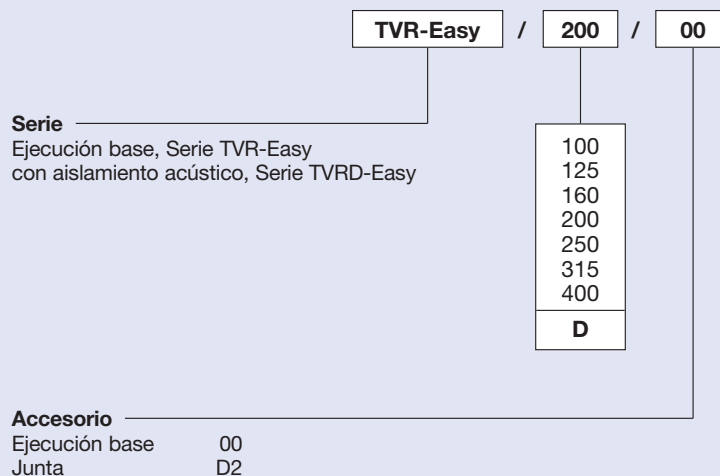 TVR-Easy / 200 / 00
Serie
Ejecución base, Serie TVR-Easy
con aislamiento acústico, Serie TVRD-Easy
100
125
160
200
250
315
400
D
Accesorio
Ejecución base 00
Junta D2